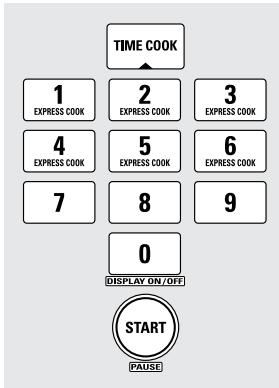 TIME COOK
1 2 3
EXPRESS COOK EXPRESS COOK EXPRESS COOK
4 5 6
EXPRESS COOK EXPRESS COOK EXPRESS COOK
7 8 9
0
DISPLAY ON/OFF
START
PAUSE